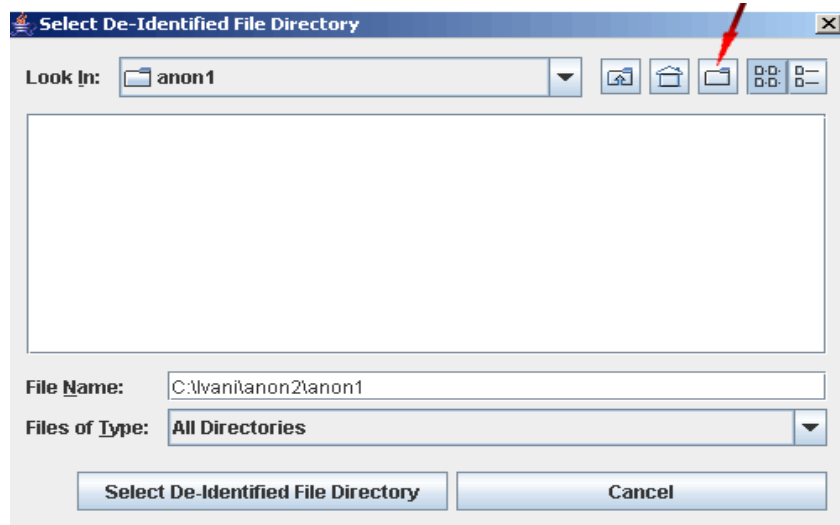 Select De-Identified File Directory
Look In: anon1
File Name: C:\Ivani\anon2\anon1
Files of Type: All Directories
Select De-Identified File Directory Cancel